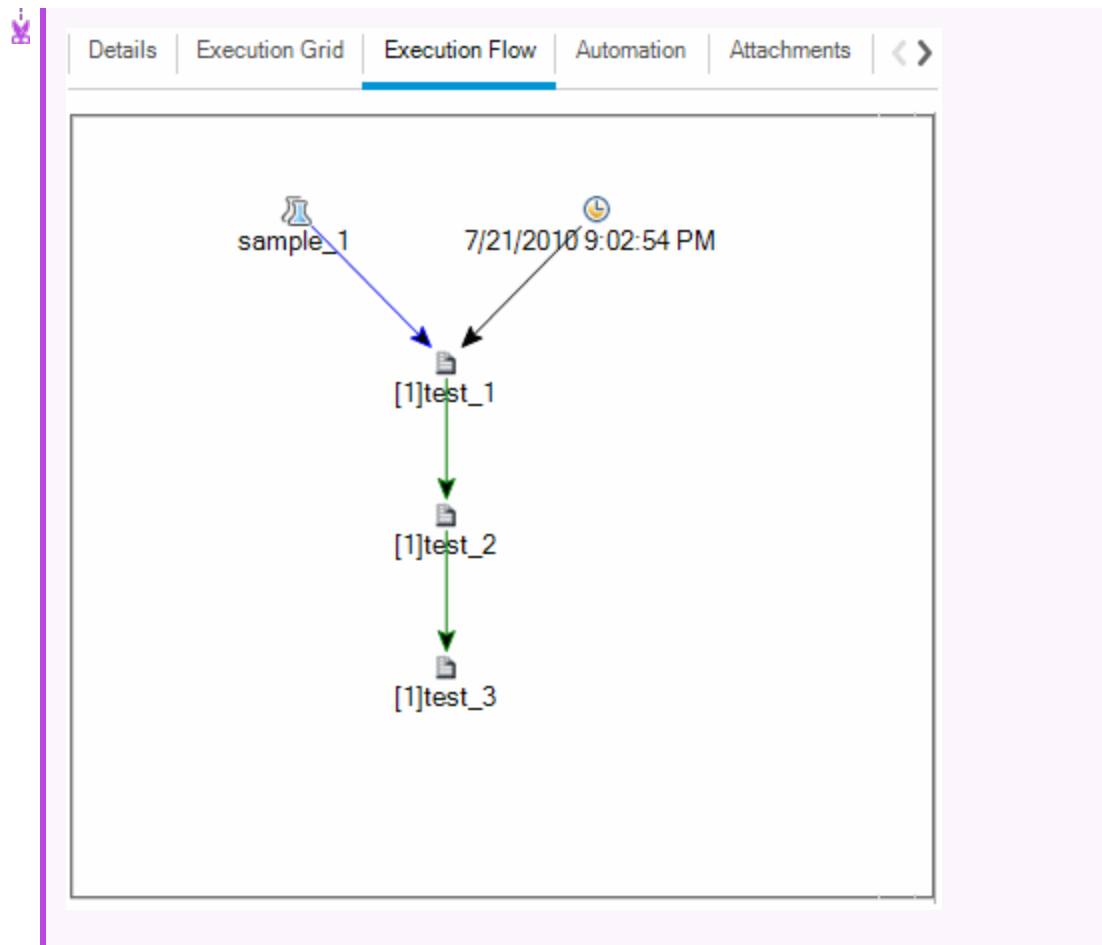 Details Execution Grid Execution Flow Automation Attachments
sample_1 7/21/2010 9:02:54 PM
[1]test_1
[1]test_2
[1]test_3